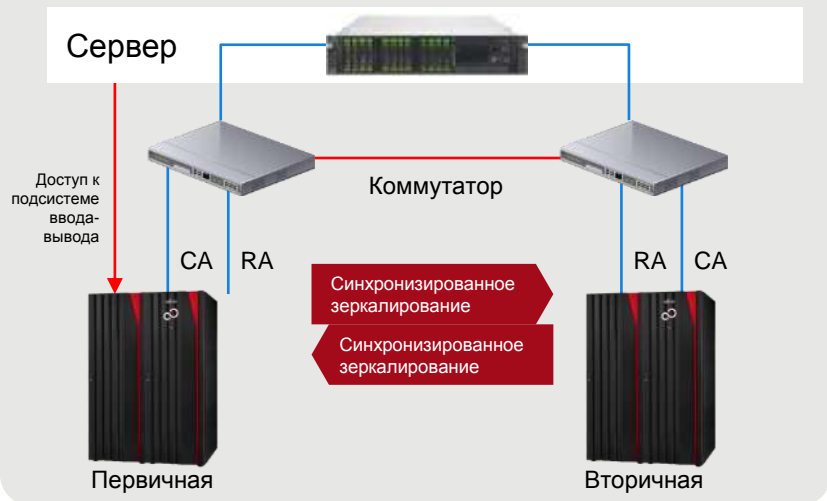 Сервер
Коммутатор
Доступ к
подсистеме
ввода-
вывода
CA
RA
RA
CA
Синхронизированное
зеркалирование
Синхронизированное
зеркалирование
Первичная
Вторичная